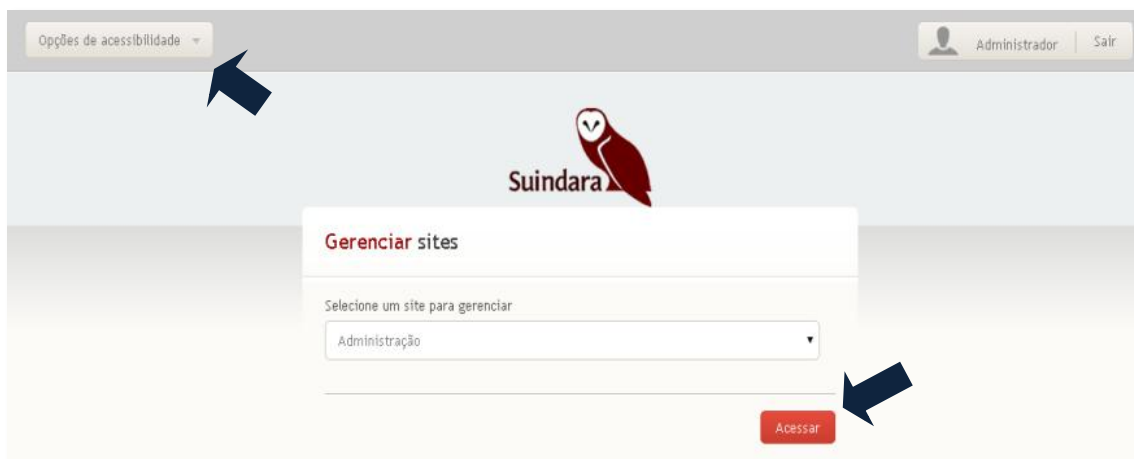 Opções de acessibilidade
Administrador Sair
Suindara
Gerenciar sites
Selecione um site para gerenciar
Administração
Acessar